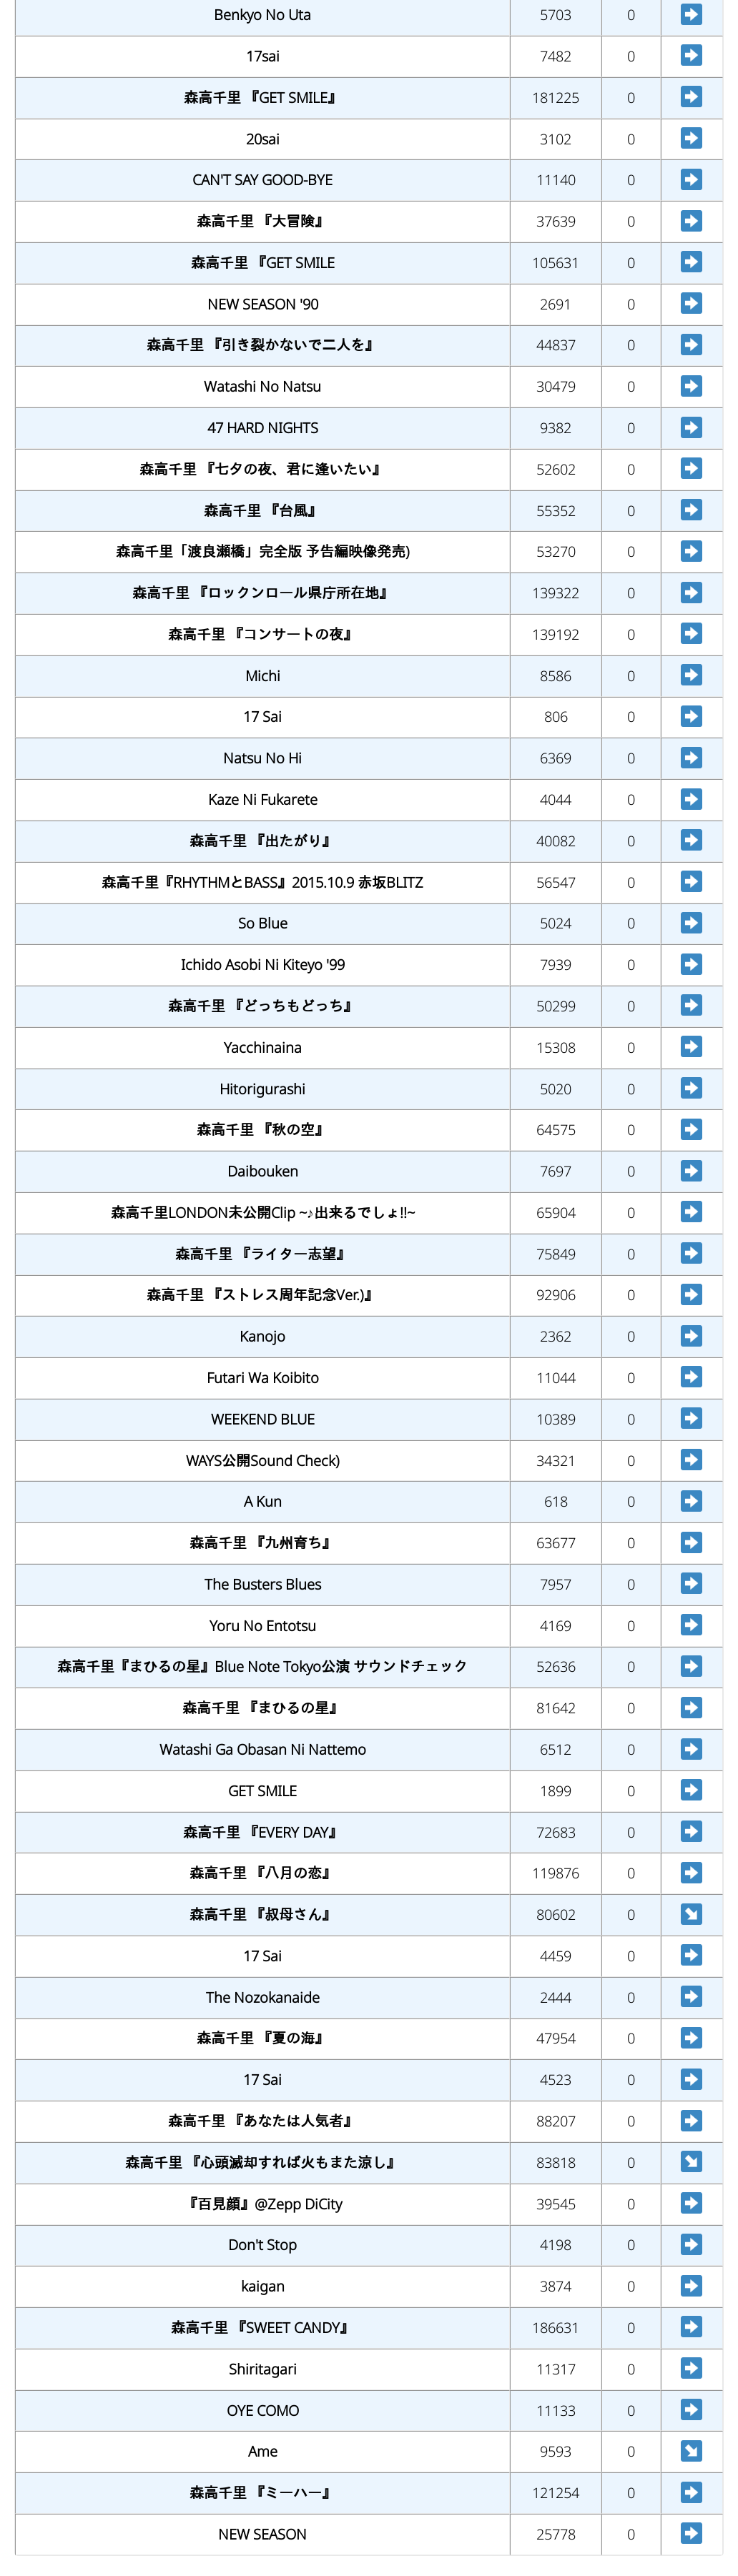 Benkyo No Uta 5703 0
17sai 7482 0
森高千里 『GET SMILE』 181225 0
20sai 3102 0
CAN'T SAY GOOD-BYE 11140 0
森高千里 『大冒険』 37639 0
森高千里 『GET SMILE 105631 0
NEW SEASON '90 2691 0
森高千里 『引き裂かないで二人を』 44837 0
Watashi No Natsu 30479 0
47 HARD NIGHTS 9382 0
森高千里 『七夕の夜、君に逢いたい』 52602 0
森高千里 『台風』 55352 0
森高千里「渡良瀬橋」完全版 予告編映像発売) 53270 0
森高千里 『ロックンロール県庁所在地』 139322 0
森高千里 『コンサートの夜』 139192 0
Michi 8586 0
17 Sai 806 0
Natsu No Hi 6369 0
Kaze Ni Fukarete 4044 0
森高千里 『出たがり』 40082 0
森高千里『RHYTHMとBASS』2015.10.9 赤坂BLITZ 56547 0
So Blue 5024 0
Ichido Asobi Ni Kiteyo '99 7939 0
森高千里 『どっちもどっち』 50299 0
Yacchinaina 15308 0
Hitorigurashi 5020 0
森高千里 『秋の空』 64575 0
Daibouken 7697 0
森高千里LONDON未公開Clip ~♪出来るでしょ!!~ 65904 0
森高千里 『ライター志望』 75849 0
森高千里 『ストレス周年記念Ver.)』 92906 0
Kanojo 2362 0
Futari Wa Koibito 11044 0
WEEKEND BLUE 10389 0
WAYS公開Sound Check) 34321 0
A Kun 618 0
森高千里 『九州育ち』 63677 0
The Busters Blues 7957 0
Yoru No Entotsu 4169 0
森高千里『まひるの星』Blue Note Tokyo公演 サウンドチェック 52636 0
森高千里 『まひるの星』 81642 0
Watashi Ga Obasan Ni Nattemo 6512 0
GET SMILE 1899 0
森高千里 『EVERY DAY』 72683 0
森高千里 『八月の恋』 119876 0
森高千里 『叔母さん』 80602 0
17 Sai 4459 0
The Nozokanaide 2444 0
森高千里 『夏の海』 47954 0
17 Sai 4523 0
森高千里 『あなたは人気者』 88207 0
森高千里 『心頭滅却すれば火もまた涼し』 83818 0
『百見顔』@Zepp DiCity 39545 0
Don't Stop 4198 0
kaigan 3874 0
森高千里 『SWEET CANDY』 186631 0
Shiritagari 11317 0
OYE COMO 11133 0
Ame 9593 0
森高千里 『ミーハー』 121254 0
NEW SEASON 25778 0